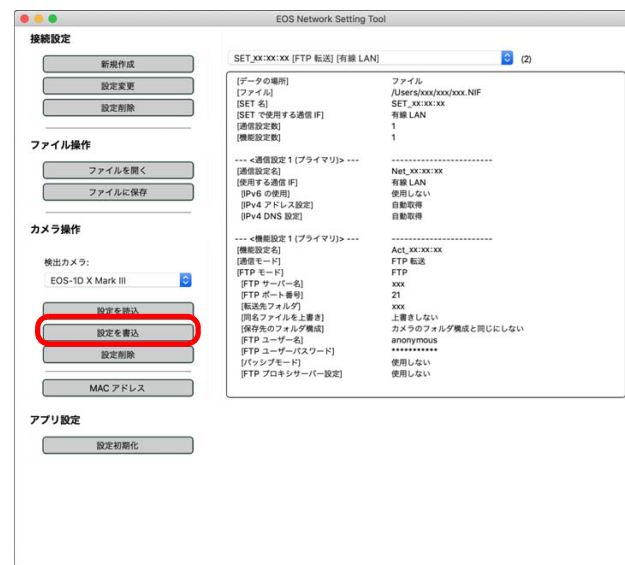 EOS Network Setting Tool
接続設定
新規作成
設定変更
設定削除
ファイル操作
ファイルを開く
ファイルに保存
カメラ操作
検出カメラ:
EOS-1D X Mark III
設定を読込
設定を書込
設定削除
MAC アドレス
アプリ設定
設定初期化
SET_xx:xx:xx [FTP 転送] [有線 LAN] (2)
[データの場所] ファイル
[ファイル] /Users/xxx/xxx/xxx.NIF
[SET 名] SET_xx:xx:xx
[SET で使用する通信 IF] 有線 LAN
[通信設定数] 1
[機能設定数] 1
--- <通信設定 1 (プライマリ)> --- ------------------------
[通信設定名] Net_xx:xx:xx
[使用する通信 IF] 有線 LAN
[IPv6 の使用] 使用しない
[IPv4 アドレス設定] 自動取得
[IPv4 DNS 設定] 自動取得
--- <機能設定 1 (プライマリ)> --- ------------------------
[機能設定名] Act_xx:xx:xx
[通信モード] FTP 転送
[FTP モード] FTP
[FTP サーバー名] xxx
[FTP ポート番号] 21
[転送先フォルダ] xxx
[同名ファイルを上書き] 上書きしない
[保存先のフォルダ構成] カメラのフォルダ構成と同じにしない
[FTP ユーザー名] anonymous
[FTP ユーザーパスワード] ***********
[パッシブモード] 使用しない
[FTP プロキシサーバー設定] 使用しない